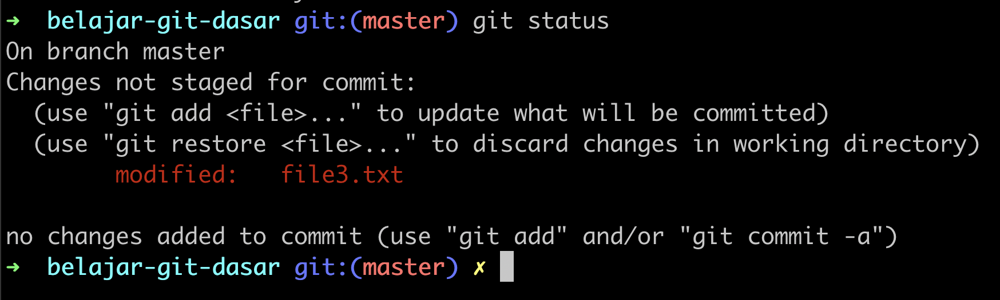 ➜  belajar-git-dasar git:(master) git status
On branch master
Changes not staged for commit:
  (use "git add <file>..." to update what will be committed)
  (use "git restore <file>..." to discard changes in working directory)
        modified:   file3.txt

no changes added to commit (use "git add" and/or "git commit -a")
➜  belajar-git-dasar git:(master) ✗